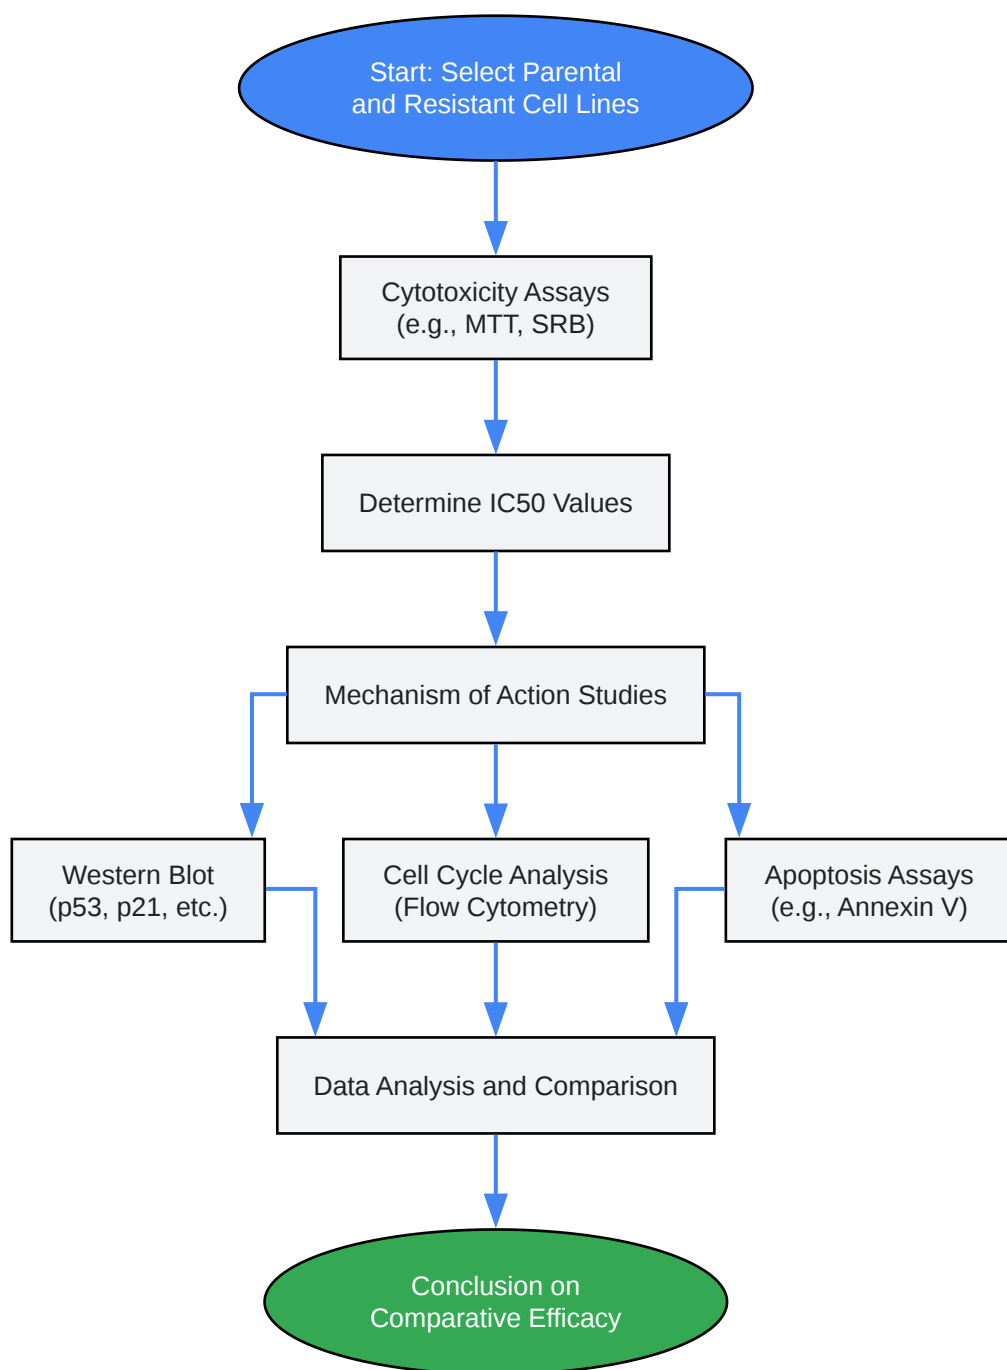 Start: Select Parental
and Resistant Cell Lines
Cytotoxicity Assays
(e.g., MTT, SRB)
Determine IC50 Values
Mechanism of Action Studies
Western Blot
(p53, p21, etc.)
Cell Cycle Analysis
(Flow Cytometry)
Apoptosis Assays
(e.g., Annexin V)
Data Analysis and Comparison
Conclusion on
Comparative Efficacy